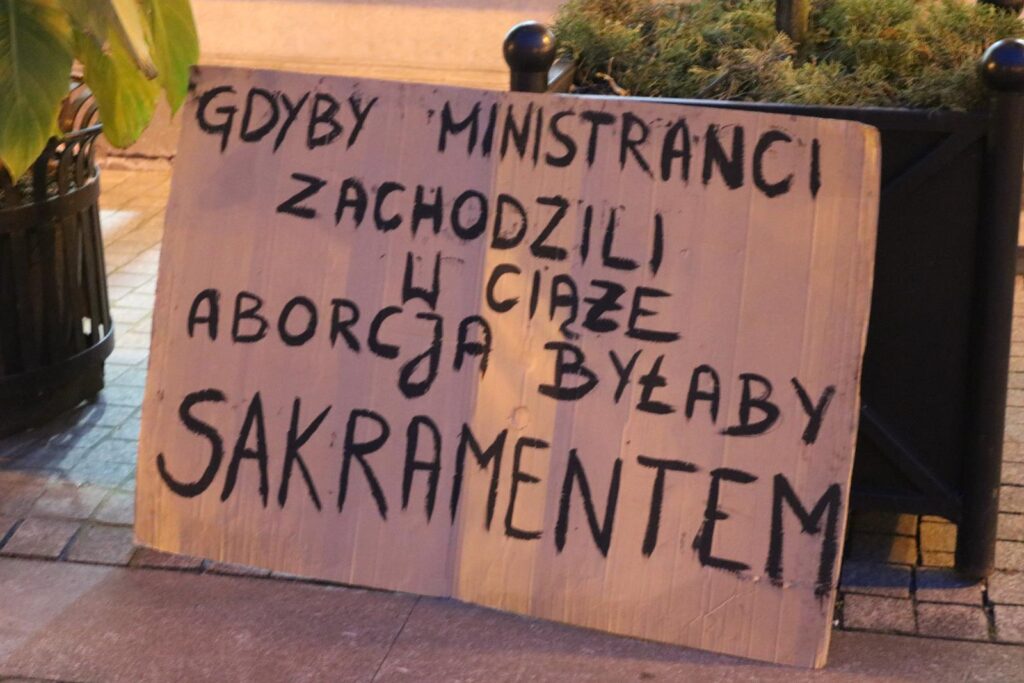 GDYBY MINISTRANCI
ZACHODZILI
W CIĄŻE
ABORCJA BYŁABY
SAKRAMENTEM